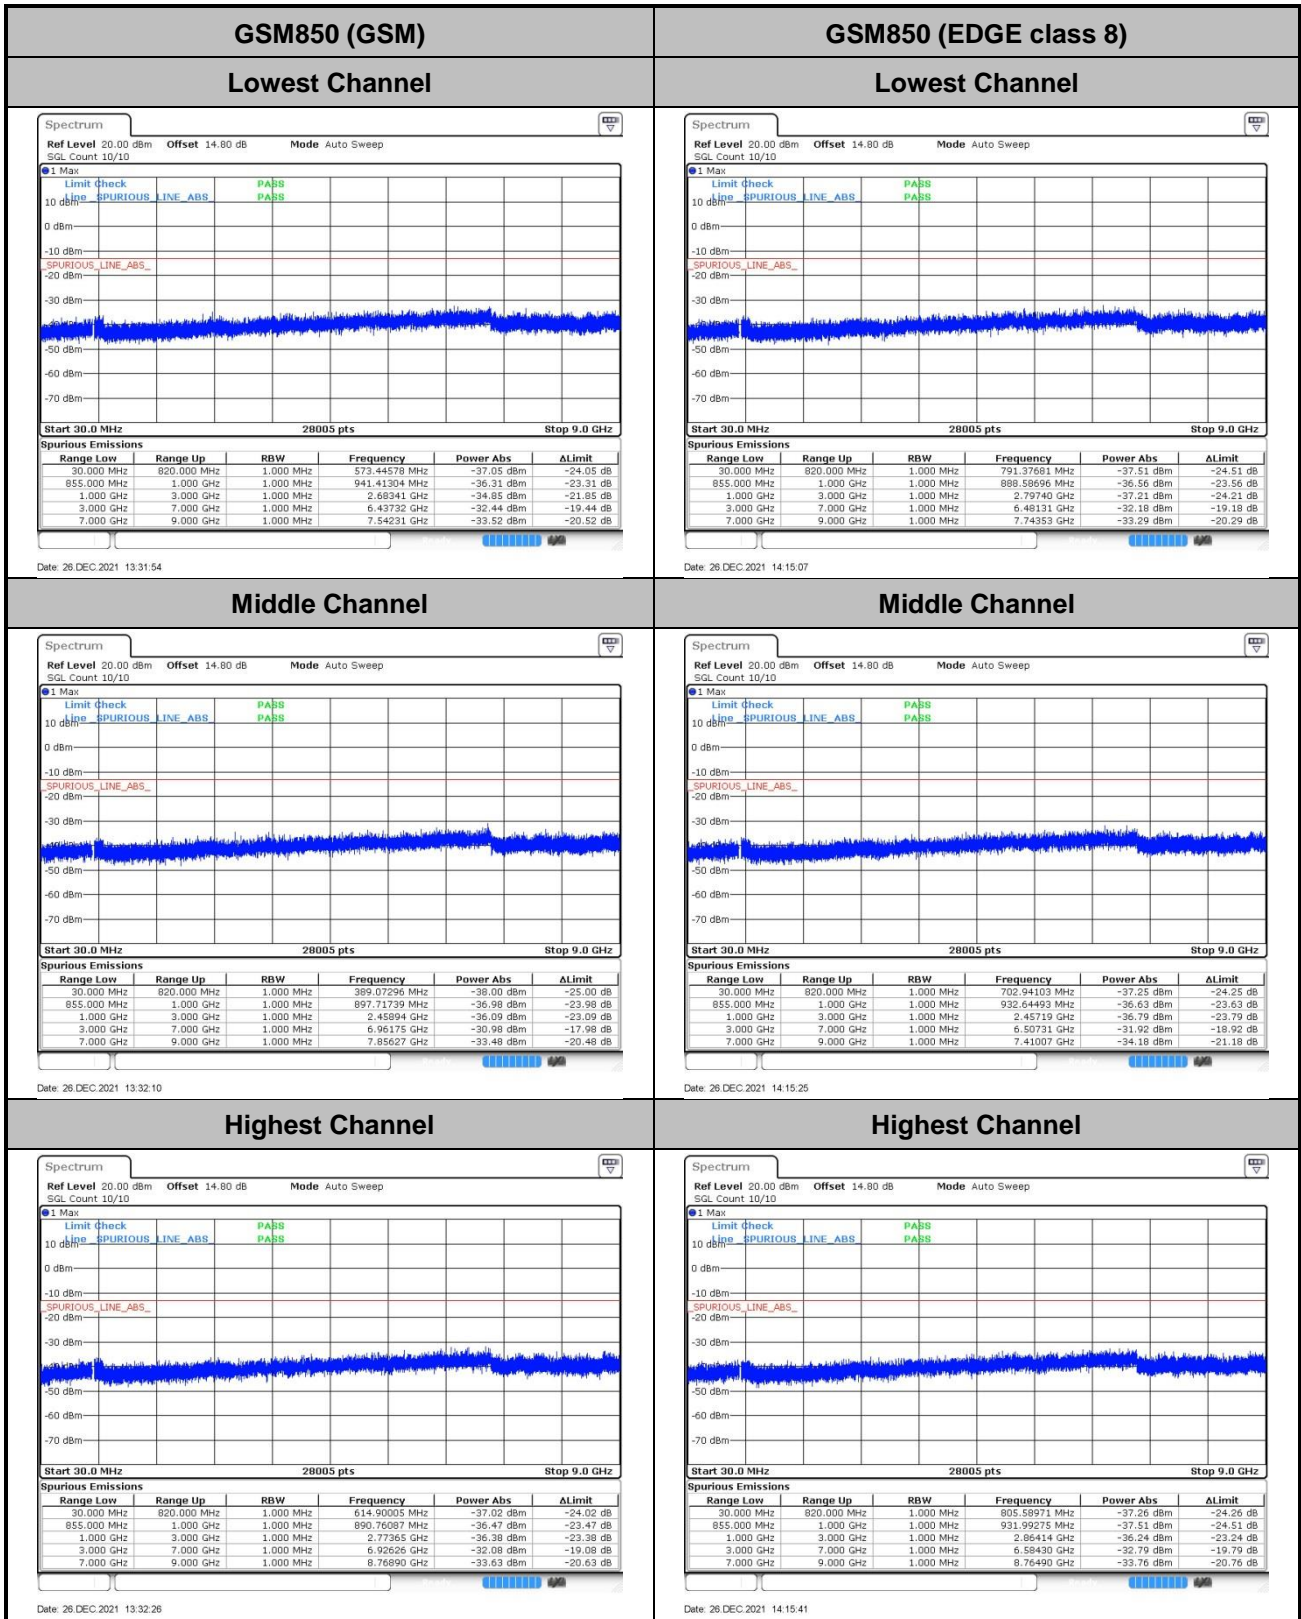 GSM850 (GSM)
GSM850 (EDGE class 8)
Lowest Channel
Lowest Channel
Spectrum
Ref Level 20.00 dBm Offset 14.80 dB Mode Auto Sweep
SGL Count 10/10
1 Max
Limit Check PASS
Line _SPURIOUS_LINE_ABS_ PASS
10 dBm
0 dBm
-10 dBm
_SPURIOUS_LINE_ABS_
-20 dBm
-30 dBm
-50 dBm
-60 dBm
-70 dBm
Start 30.0 MHz 28005 pts Stop 9.0 GHz
Spurious Emissions
Range Low Range Up RBW Frequency Power Abs ΔLimit
30.000 MHz 820.000 MHz 1.000 MHz 573.44578 MHz -37.05 dBm -24.05 dB
855.000 MHz 1.000 GHz 1.000 MHz 941.41304 MHz -36.31 dBm -23.31 dB
1.000 GHz 3.000 GHz 1.000 MHz 2.68341 GHz -34.85 dBm -21.85 dB
3.000 GHz 7.000 GHz 1.000 MHz 6.43732 GHz -32.44 dBm -19.44 dB
7.000 GHz 9.000 GHz 1.000 MHz 7.54231 GHz -33.52 dBm -20.52 dB
Date: 26.DEC.2021 13:31:54
Spectrum
Ref Level 20.00 dBm Offset 14.80 dB Mode Auto Sweep
SGL Count 10/10
1 Max
Limit Check PASS
Line _SPURIOUS_LINE_ABS_ PASS
10 dBm
0 dBm
-10 dBm
_SPURIOUS_LINE_ABS_
-20 dBm
-30 dBm
-50 dBm
-60 dBm
-70 dBm
Start 30.0 MHz 28005 pts Stop 9.0 GHz
Spurious Emissions
Range Low Range Up RBW Frequency Power Abs ΔLimit
30.000 MHz 820.000 MHz 1.000 MHz 791.37681 MHz -37.51 dBm -24.51 dB
855.000 MHz 1.000 GHz 1.000 MHz 888.58696 MHz -36.56 dBm -23.56 dB
1.000 GHz 3.000 GHz 1.000 MHz 2.79740 GHz -37.21 dBm -24.21 dB
3.000 GHz 7.000 GHz 1.000 MHz 6.48131 GHz -32.18 dBm -19.18 dB
7.000 GHz 9.000 GHz 1.000 MHz 7.74353 GHz -33.29 dBm -20.29 dB
Date: 26.DEC.2021 14:15:07
Middle Channel
Middle Channel
Spectrum
Ref Level 20.00 dBm Offset 14.80 dB Mode Auto Sweep
SGL Count 10/10
1 Max
Limit Check PASS
Line _SPURIOUS_LINE_ABS_ PASS
10 dBm
0 dBm
-10 dBm
_SPURIOUS_LINE_ABS_
-20 dBm
-30 dBm
-50 dBm
-60 dBm
-70 dBm
Start 30.0 MHz 28005 pts Stop 9.0 GHz
Spurious Emissions
Range Low Range Up RBW Frequency Power Abs ΔLimit
30.000 MHz 820.000 MHz 1.000 MHz 389.07296 MHz -38.00 dBm -25.00 dB
855.000 MHz 1.000 GHz 1.000 MHz 897.71739 MHz -36.98 dBm -23.98 dB
1.000 GHz 3.000 GHz 1.000 MHz 2.45894 GHz -36.09 dBm -23.09 dB
3.000 GHz 7.000 GHz 1.000 MHz 6.96175 GHz -30.98 dBm -17.98 dB
7.000 GHz 9.000 GHz 1.000 MHz 7.85627 GHz -33.48 dBm -20.48 dB
Date: 26.DEC.2021 13:32:10
Spectrum
Ref Level 20.00 dBm Offset 14.80 dB Mode Auto Sweep
SGL Count 10/10
1 Max
Limit Check PASS
Line _SPURIOUS_LINE_ABS_ PASS
10 dBm
0 dBm
-10 dBm
_SPURIOUS_LINE_ABS_
-20 dBm
-30 dBm
-50 dBm
-60 dBm
-70 dBm
Start 30.0 MHz 28005 pts Stop 9.0 GHz
Spurious Emissions
Range Low Range Up RBW Frequency Power Abs ΔLimit
30.000 MHz 820.000 MHz 1.000 MHz 702.94103 MHz -37.25 dBm -24.25 dB
855.000 MHz 1.000 GHz 1.000 MHz 932.64493 MHz -36.63 dBm -23.63 dB
1.000 GHz 3.000 GHz 1.000 MHz 2.45719 GHz -36.79 dBm -23.79 dB
3.000 GHz 7.000 GHz 1.000 MHz 6.50731 GHz -31.92 dBm -18.92 dB
7.000 GHz 9.000 GHz 1.000 MHz 7.41007 GHz -34.18 dBm -21.18 dB
Date: 26.DEC.2021 14:15:25
Highest Channel
Highest Channel
Spectrum
Ref Level 20.00 dBm Offset 14.80 dB Mode Auto Sweep
SGL Count 10/10
1 Max
Limit Check PASS
Line _SPURIOUS_LINE_ABS_ PASS
10 dBm
0 dBm
-10 dBm
_SPURIOUS_LINE_ABS_
-20 dBm
-30 dBm
-50 dBm
-60 dBm
-70 dBm
Start 30.0 MHz 28005 pts Stop 9.0 GHz
Spurious Emissions
Range Low Range Up RBW Frequency Power Abs ΔLimit
30.000 MHz 820.000 MHz 1.000 MHz 614.90005 MHz -37.02 dBm -24.02 dB
855.000 MHz 1.000 GHz 1.000 MHz 890.76087 MHz -36.47 dBm -23.47 dB
1.000 GHz 3.000 GHz 1.000 MHz 2.77365 GHz -36.38 dBm -23.38 dB
3.000 GHz 7.000 GHz 1.000 MHz 6.92626 GHz -32.08 dBm -19.08 dB
7.000 GHz 9.000 GHz 1.000 MHz 8.76890 GHz -33.63 dBm -20.63 dB
Date: 26.DEC.2021 13:32:26
Spectrum
Ref Level 20.00 dBm Offset 14.80 dB Mode Auto Sweep
SGL Count 10/10
1 Max
Limit Check PASS
Line _SPURIOUS_LINE_ABS_ PASS
10 dBm
0 dBm
-10 dBm
_SPURIOUS_LINE_ABS_
-20 dBm
-30 dBm
-50 dBm
-60 dBm
-70 dBm
Start 30.0 MHz 28005 pts Stop 9.0 GHz
Spurious Emissions
Range Low Range Up RBW Frequency Power Abs ΔLimit
30.000 MHz 820.000 MHz 1.000 MHz 805.58971 MHz -37.26 dBm -24.26 dB
855.000 MHz 1.000 GHz 1.000 MHz 931.99275 MHz -37.51 dBm -24.51 dB
1.000 GHz 3.000 GHz 1.000 MHz 2.86414 GHz -36.24 dBm -23.24 dB
3.000 GHz 7.000 GHz 1.000 MHz 6.58430 GHz -32.79 dBm -19.79 dB
7.000 GHz 9.000 GHz 1.000 MHz 8.76490 GHz -33.76 dBm -20.76 dB
Date: 26.DEC.2021 14:15:41